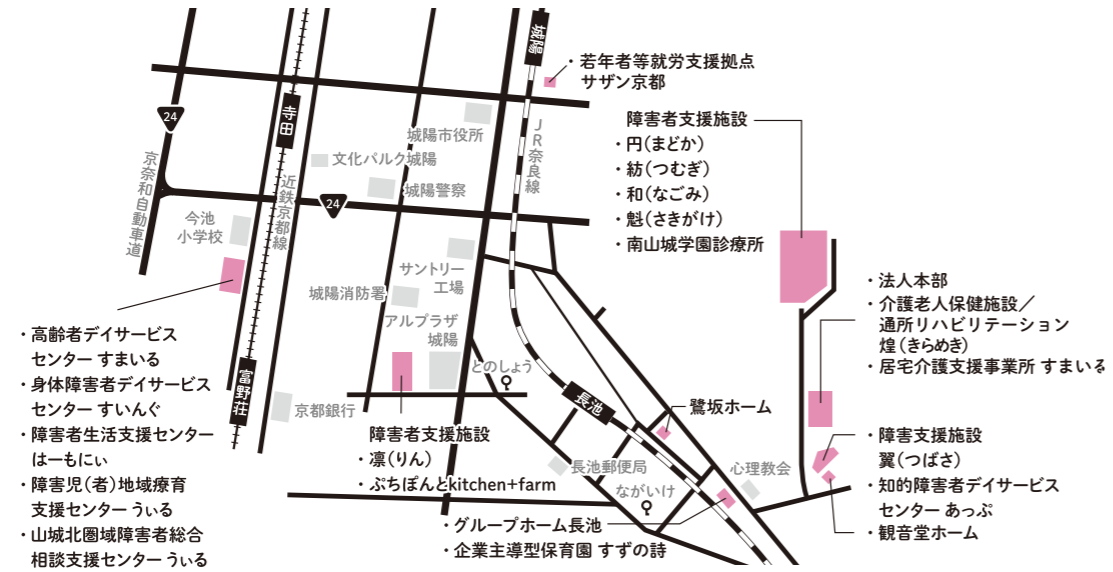 城陽
・若年者等就労支援拠点
サザン京都
24
寺田
京奈和自動車道
近鉄京都線
JR奈良線
城陽市役所
文化パルク城陽
城陽警察
24
今池
小学校
障害者支援施設
・円(まどか)
・紡(つむぎ)
・和(なごみ)
・魁(さきがけ)
・南山城学園診療所
サントリー
工場
城陽消防署
アルプラザ
城陽
とのしょう
・法人本部
・介護老人保健施設/
通所リハビリテーション
煌(きらめき)
・居宅介護支援事業所 すまいる
・高齢者デイサービス
センター すまいる
・身体障害者デイサービス
センター すいんぐ
・障害者生活支援センター
はーもにぃ
・障害児(者)地域療育
支援センター うぃる
・山城北圏域障害者総合
相談支援センター うぃる
富野荘
京都銀行
長池
鷺坂ホーム
障害者支援施設
・凛(りん)
・ぷちぽんとkitchen+farm
長池郵便局
ながいけ
心理教会
・障害支援施設
翼(つばさ)
・知的障害者デイサービス
センター あっぷ
・観音堂ホーム
・グループホーム長池
・企業主導型保育園 すずの詩